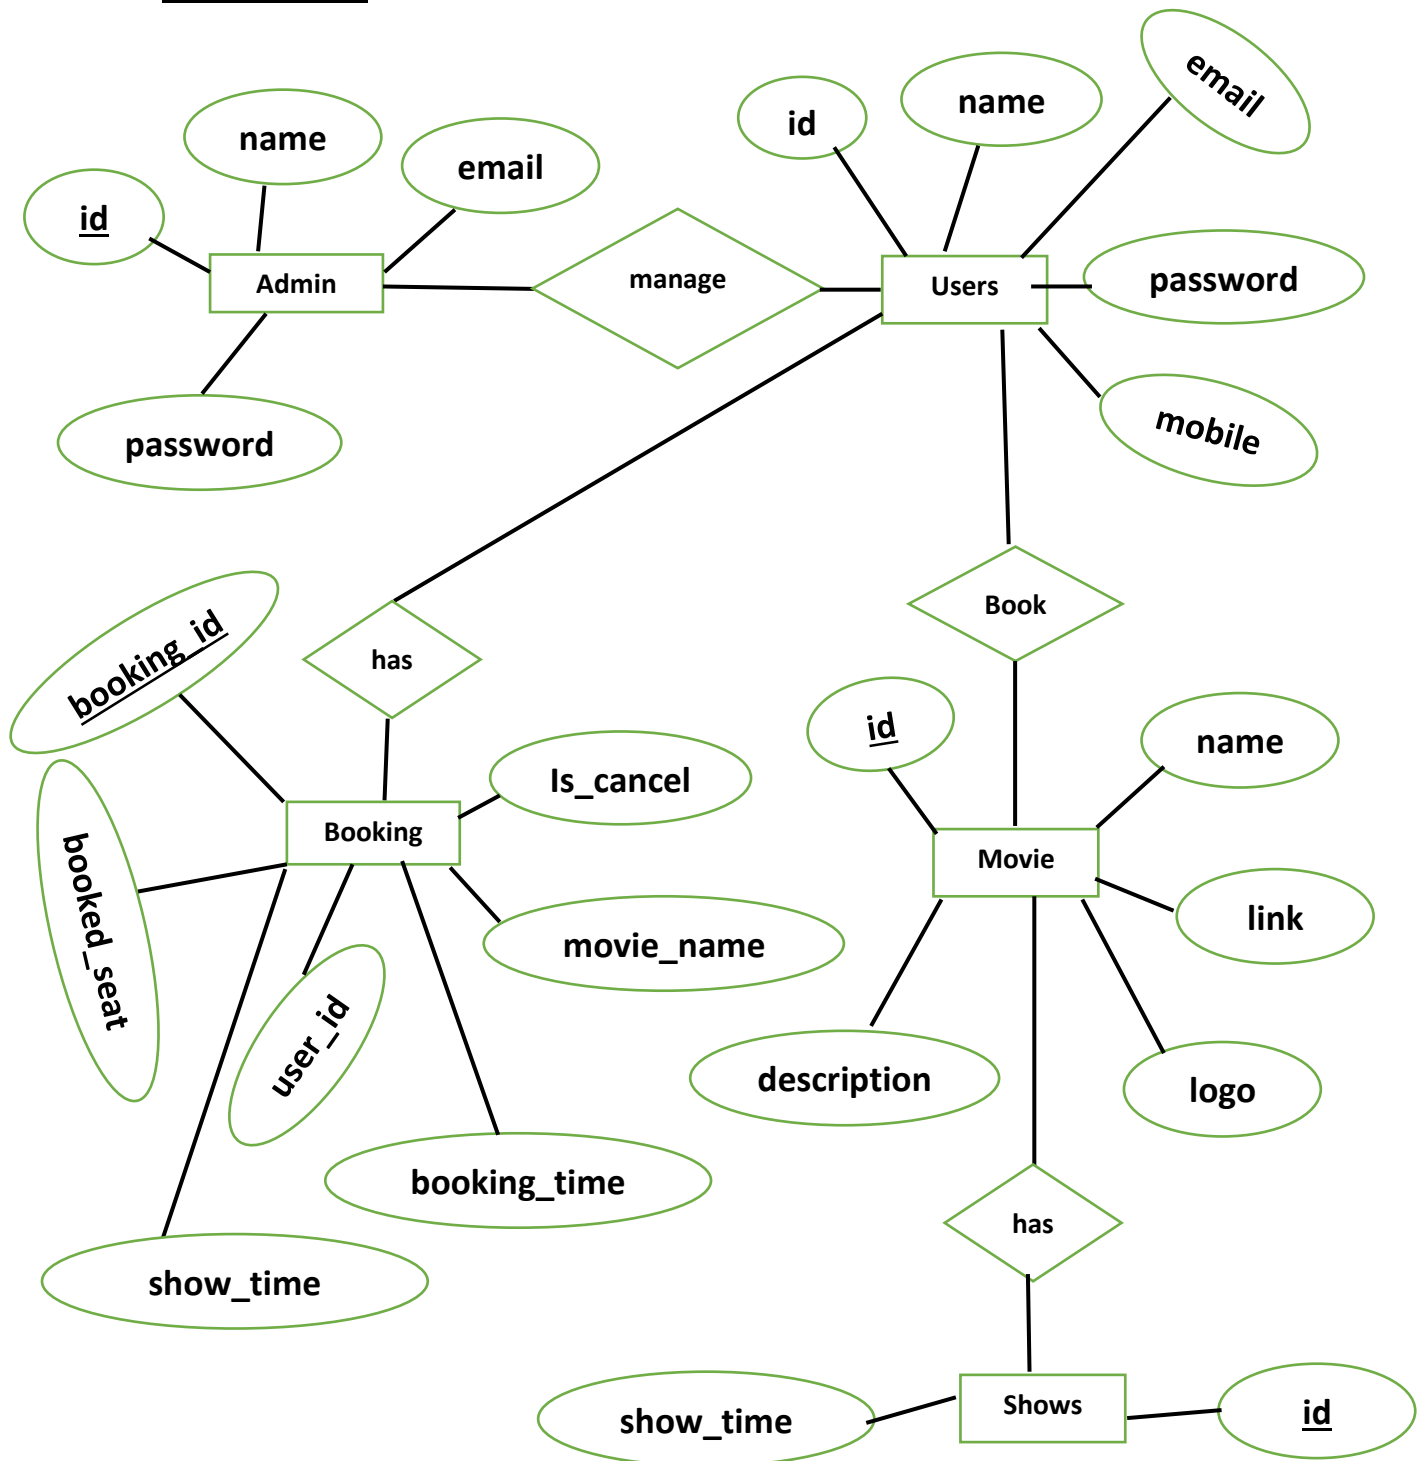 name
email
id
Admin
password
manage
id
name
email
Users
password
mobile
has
Book
booking_id
Is_cancel
Booking
booked_seat
movie_name
user_id
booking_time
show_time
id
name
Movie
link
description
logo
has
show_time
Shows
id